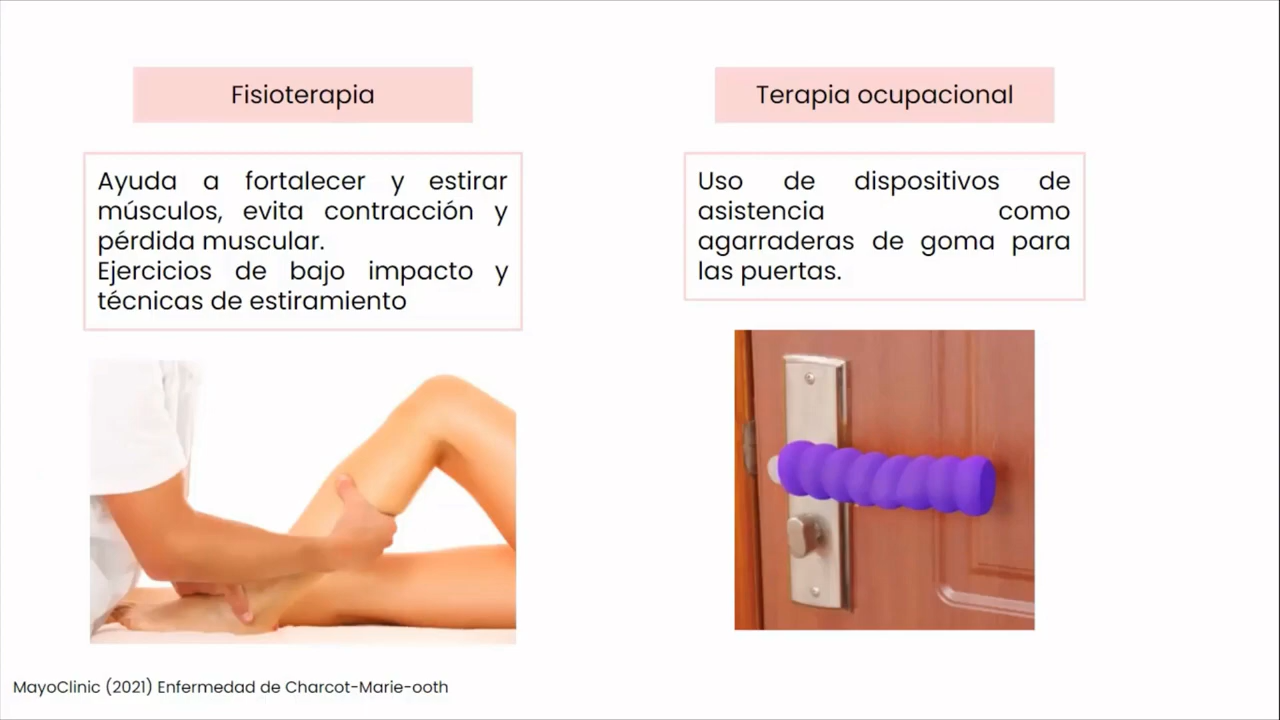 Fisioterapia
Ayuda a fortalecer y estirar
músculos, evita contracción y
pérdida muscular.
Ejercicios de bajo impacto y
técnicas de estiramiento
Terapia ocupacional
Uso de dispositivos de
asistencia como
agarraderas de goma para
las puertas.
MayoClinic (2021) Enfermedad de Charcot-Marie-ooth